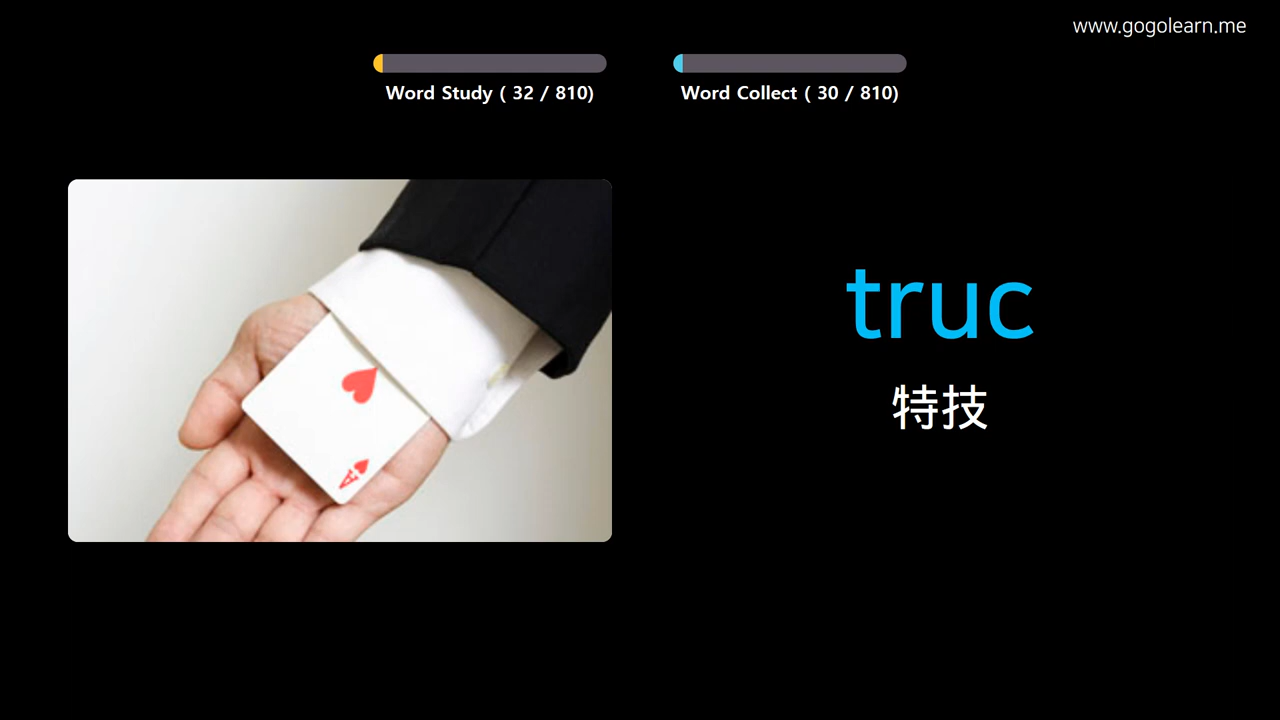 www.gogolearn.me
Word Study ( 32 / 810)
Word Collect ( 30 / 810)
A
truc
特技